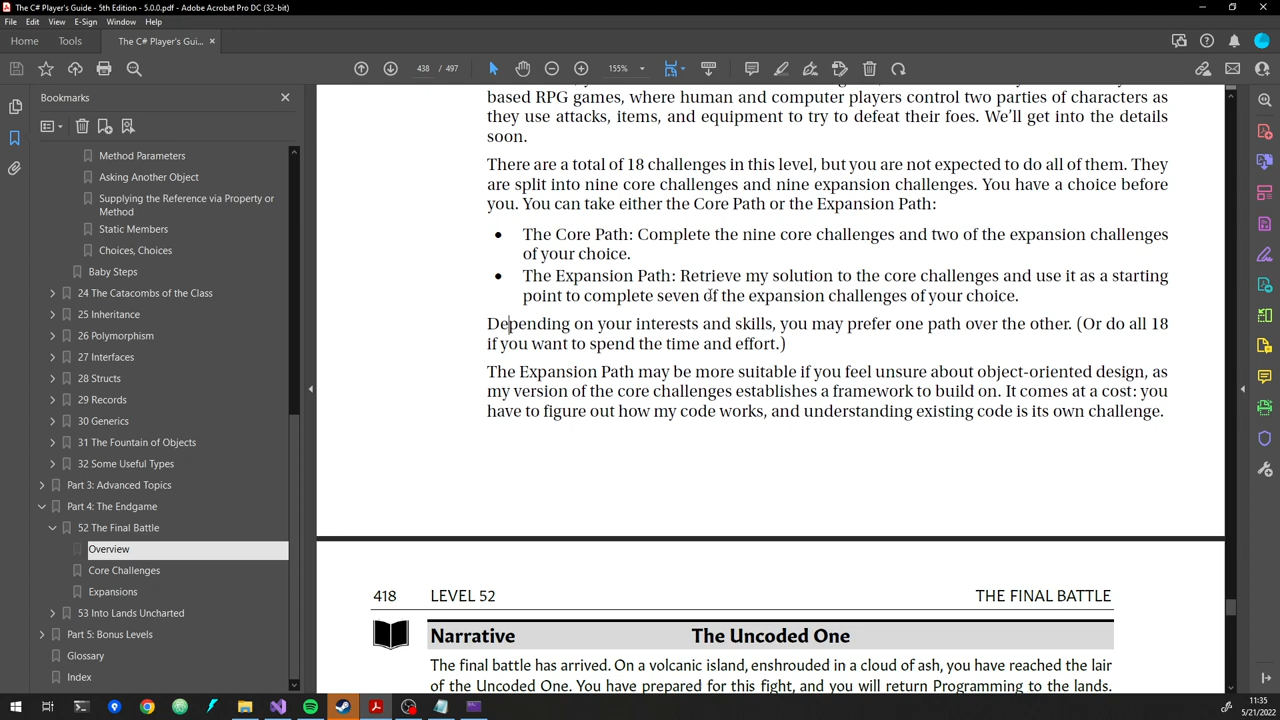 The C# Player's Guide - 5th Edition - 5.0.0.pdf - Adobe Acrobat Pro DC (32-bit)
File Edit View E-Sign Window Help
Home Tools The C# Player's Gui... ×
438 / 497 155%
Bookmarks
Method Parameters
Asking Another Object
Supplying the Reference via Property or
Method
Static Members
Choices, Choices
Baby Steps
24 The Catacombs of the Class
25 Inheritance
26 Polymorphism
27 Interfaces
28 Structs
29 Records
30 Generics
31 The Fountain of Objects
32 Some Useful Types
Part 3: Advanced Topics
Part 4: The Endgame
52 The Final Battle
Overview
Core Challenges
Expansions
53 Into Lands Uncharted
Part 5: Bonus Levels
Glossary
Index
based RPG games, where human and computer players control two parties of characters as
they use attacks, items, and equipment to try to defeat their foes. We'll get into the details
soon.
There are a total of 18 challenges in this level, but you are not expected to do all of them. They
are split into nine core challenges and nine expansion challenges. You have a choice before
you. You can take either the Core Path or the Expansion Path:
• The Core Path: Complete the nine core challenges and two of the expansion challenges
of your choice.
• The Expansion Path: Retrieve my solution to the core challenges and use it as a starting
point to complete seven of the expansion challenges of your choice.
Depending on your interests and skills, you may prefer one path over the other. (Or do all 18
if you want to spend the time and effort.)
The Expansion Path may be more suitable if you feel unsure about object-oriented design, as
my version of the core challenges establishes a framework to build on. It comes at a cost: you
have to figure out how my code works, and understanding existing code is its own challenge.
418 LEVEL 52 THE FINAL BATTLE
Narrative The Uncoded One
The final battle has arrived. On a volcanic island, enshrouded in a cloud of ash, you have reached the lair
of the Uncoded One. You have prepared for this fight, and you will return Programming to the lands.
11:35
5/21/2022